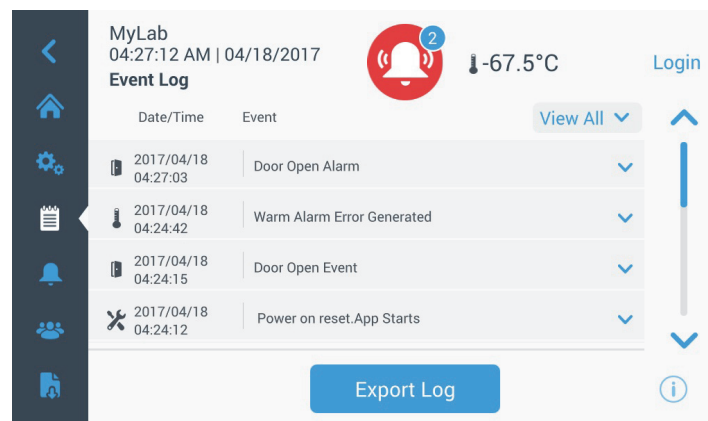 MyLab
04:27:12 AM | 04/18/2017
Event Log
2
-67.5°C
Login
Date/Time Event View All
2017/04/18
04:27:03
Door Open Alarm
2017/04/18
04:24:42
Warm Alarm Error Generated
2017/04/18
04:24:15
Door Open Event
2017/04/18
04:24:12
Power on reset.App Starts
Export Log
i